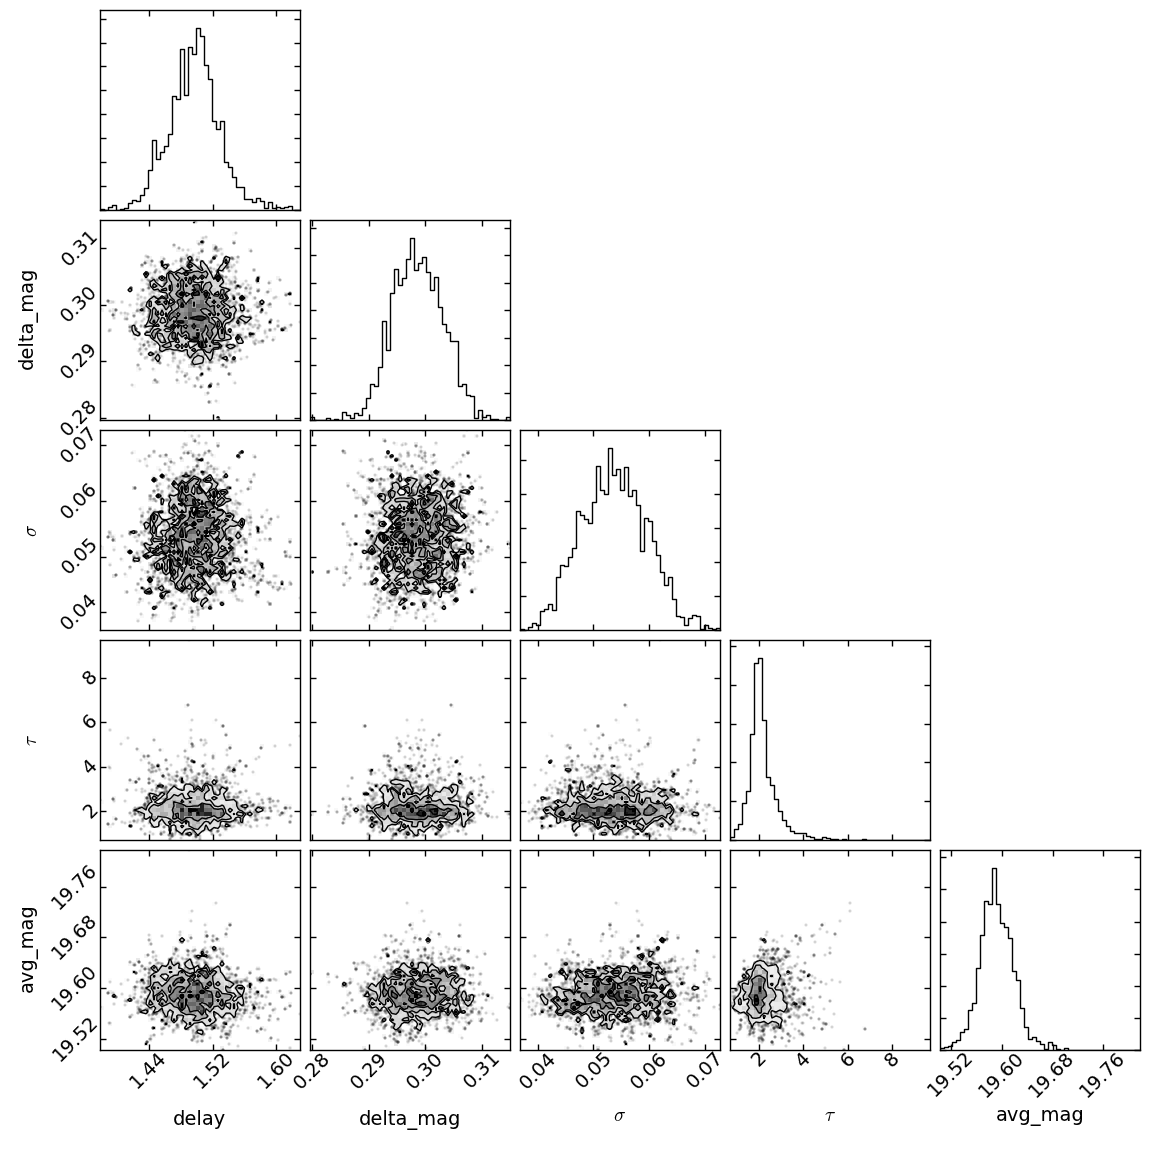 0.31
0.30
0.29
0.28
delta_mag
0.07
0.06
0.05
0.04
σ
8
6
4
2
τ
19.76
19.68
19.60
19.52
avg_mag
1.44 1.52 1.60 0.28 0.29 0.30 0.31 0.04 0.05 0.06 0.07 2 4 6 8 19.52 19.60 19.68 19.76
delay delta_mag σ τ avg_mag